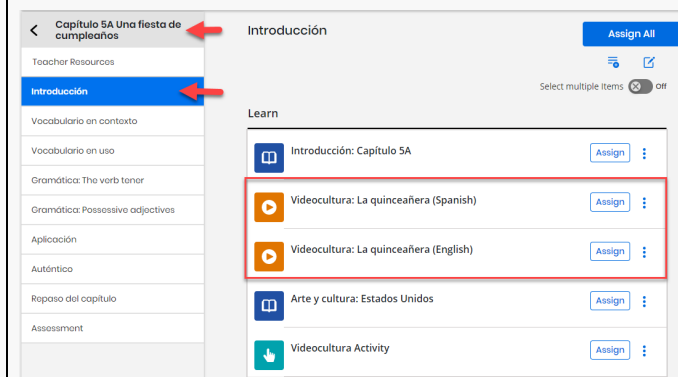 Capítulo 5A Una fiesta de
cumpleaños
Teacher Resources
Introducción
Vocabulario en contexto
Vocabulario en uso
Gramática: The verb tener
Gramática: Possessive adjectives
Aplicación
Auténtico
Repaso del capítulo
Assessment
Introducción
Assign All
Select multiple items Off
Learn
Introducción: Capítulo 5A
Assign
Videocultura: La quinceañera (Spanish)
Assign
Videocultura: La quinceañera (English)
Assign
Arte y cultura: Estados Unidos
Assign
Videocultura Activity
Assign